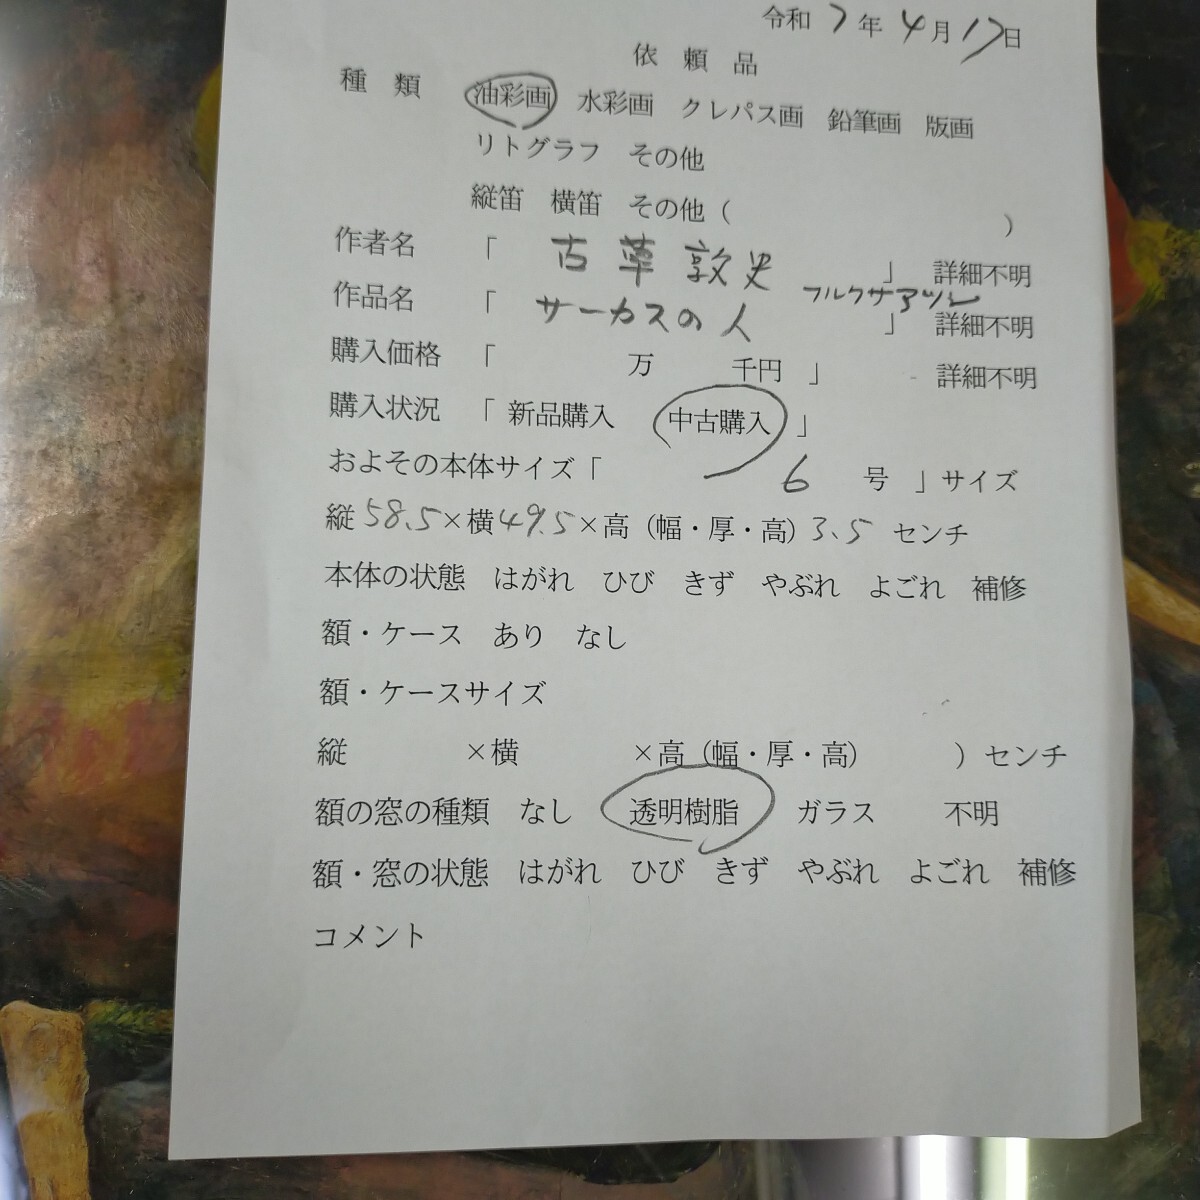 令和 7 年 4 月 17 日
依 頼 品
種 類 油彩画 水彩画 クレパス画 鉛筆画 版画
リトグラフ その他
縦笛 横笛 その他( )
作者名 「 古草敦史 」 詳細不明
フルクサアツシ
作品名 「 サーカスの人 」 詳細不明
購入価格 「 万 千円 」 詳細不明
購入状況 「 新品購入 中古購入 」
およその本体サイズ「 6 号 」サイズ
縦 58.5×横 49.5×高(幅・厚・高) 3.5 センチ
本体の状態 はがれ ひび きず やぶれ よごれ 補修
額・ケース あり なし
額・ケースサイズ
縦 ×横 ×高(幅・厚・高) )センチ
額の窓の種類 なし 透明樹脂 ガラス 不明
額・窓の状態 はがれ ひび きず やぶれ よごれ 補修
コメント